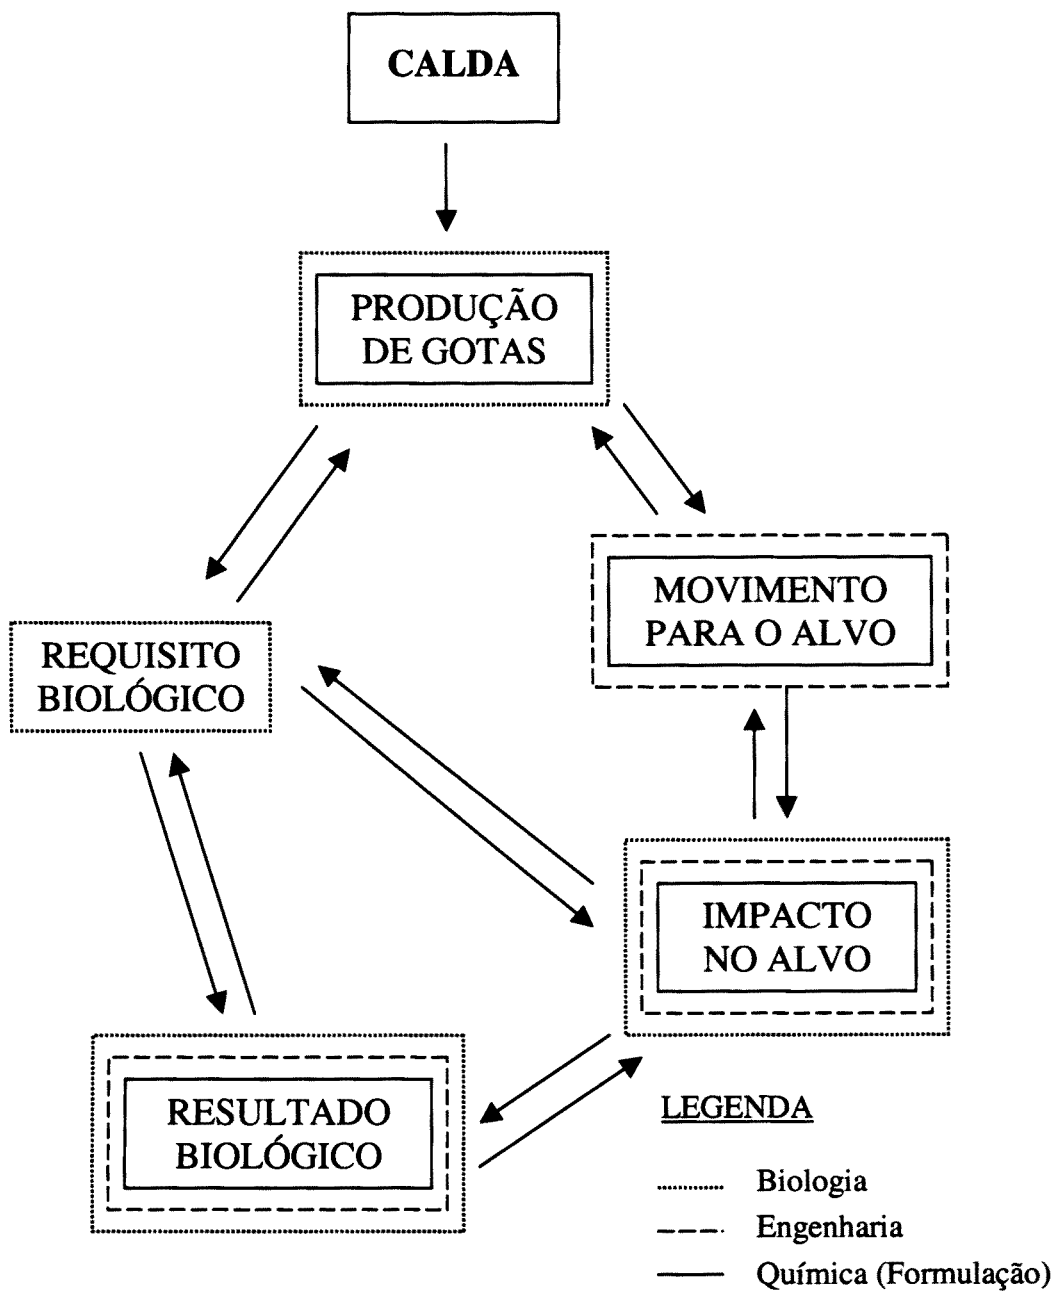 CALDA
PRODUÇÃO
DE GOTAS
MOVIMENTO
PARA O ALVO
REQUISITO
BIOLÓGICO
IMPACTO
NO ALVO
RESULTADO
BIOLÓGICO
LEGENDA
Biologia
Engenharia
Química (Formulação)